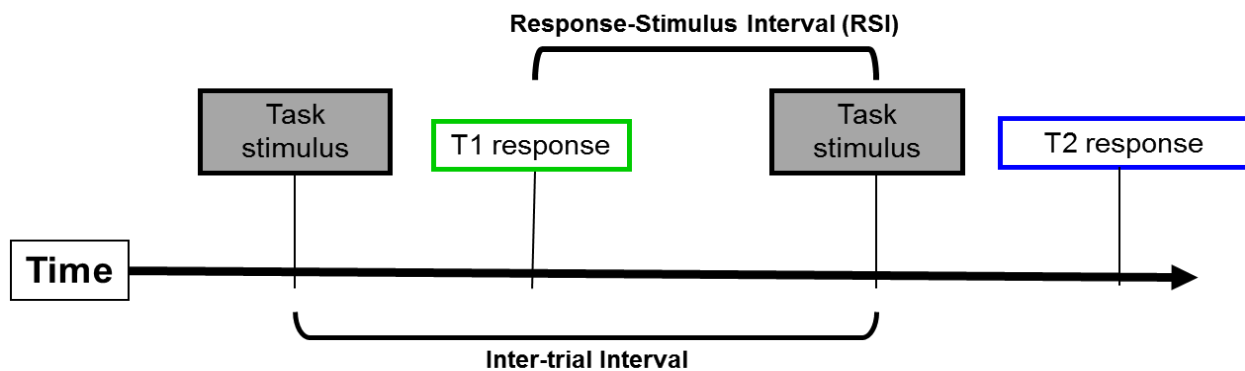 Response-Stimulus Interval (RSI)
Task
stimulus
T1 response
Task
stimulus
T2 response
Time
Inter-trial Interval